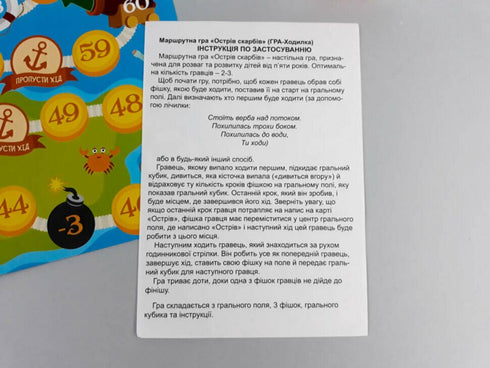 Маршрутна гра «Острів скарбів» (ГРА-Ходилка)
ІНСТРУКЦІЯ ПО ЗАСТОСУВАННЮ
Маршрутна гра «Острів скарбів» – настільна гра, призна-
чена для розваг та розвитку дітей від п'яти років. Оптималь-
на кількість гравців – 2-3.
Щоб почати гру, потрібно, щоб кожен гравець обрав собі
фішку, якою буде ходити, поставив її на старт на гральному
полі. Далі визначають хто першим буде ходити (за допомо-
гою лічилки:
Стоїть верба над потоком.
Похилилась трохи боком.
Похилилась до води,
Ти ходи)
або в будь-який інший спосіб.
Гравець, якому випало ходити першим, підкидає гральний
кубик, дивиться, яка кісточка випала («дивиться вгору») й
відраховує ту кількість кроків фішкою на гральному полі, яку
показав гральний кубик. Останній крок, який він зробив, і
буде місцем, де завершився його хід. Зверніть увагу, що
якщо останній крок гравця потрапляє на напис на карті
«Острів», фішка гравця має переміститися у центр грального
поля, де написано «Острів» і наступний хід цей гравець буде
робити з цього місця.
Наступним ходить гравець, який знаходиться за рухом
годинникової стрілки. Він робить усе як попередній гравець,
завершує хід, ставить свою фішку на поле й передає граль-
ний кубик для наступного гравця.
Гра триває доти, доки одна з фішок гравців не дійде до
фінішу.
Гра складається з грального поля, 3 фішок, грального
кубика та інструкції.
59
ПРОПУСТИ ХІД
49
48
ПУСТИ ХІД
44
-3
46